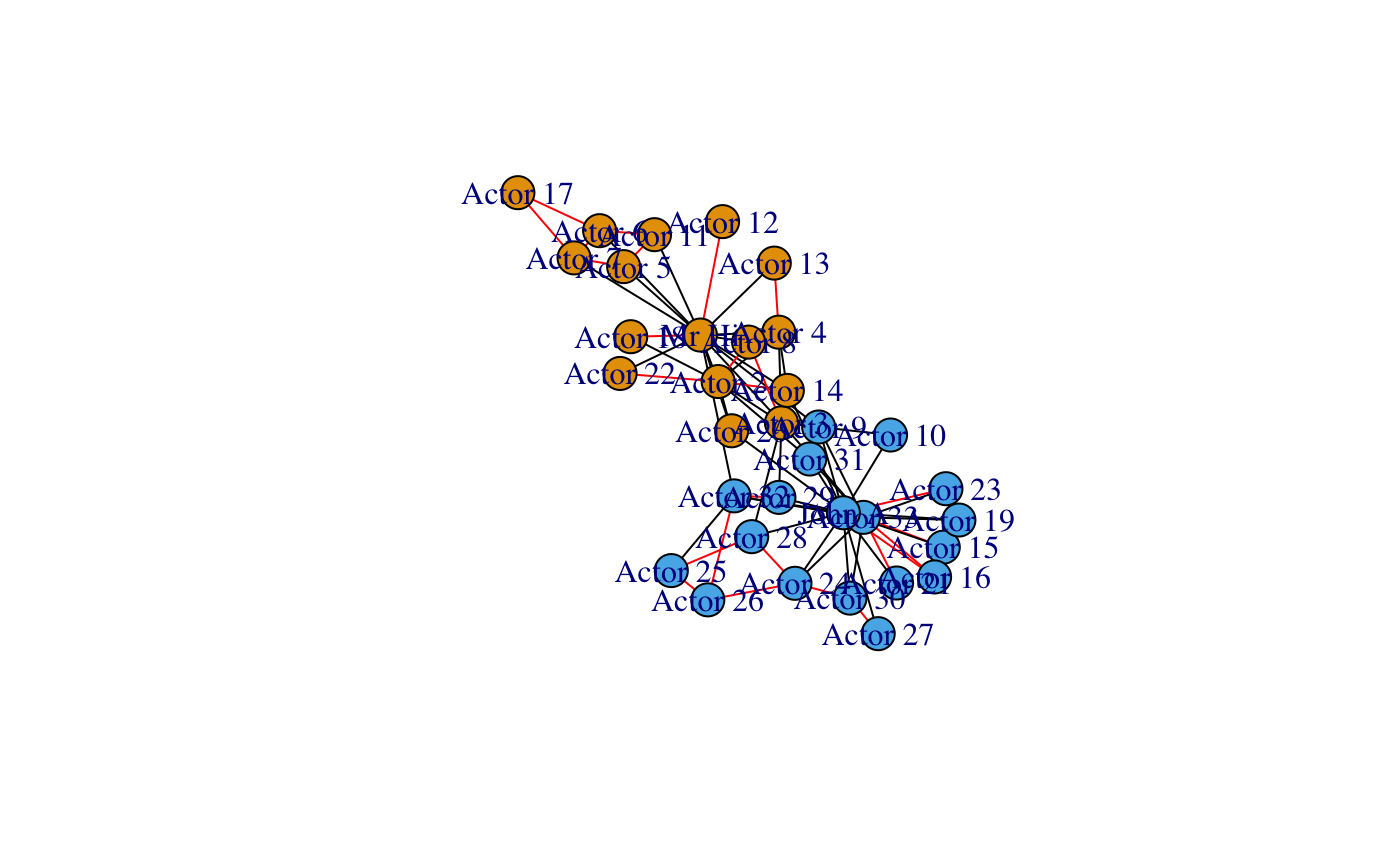 Actor 17
Actor 12
Actor 6
Actor 11
Actor 7
Actor 5
Actor 13
Actor 18
Mr Hi
Actor 8
Actor 4
Actor 22
Actor 2
Actor 14
Actor 20
Actor 3
Actor 9
Actor 10
Actor 31
Actor 32
Actor 29
Actor 23
John A
Actor 33
Actor 19
Actor 28
Actor 15
Actor 25
Actor 24
Actor 21
Actor 16
Actor 26
Actor 30
Actor 27